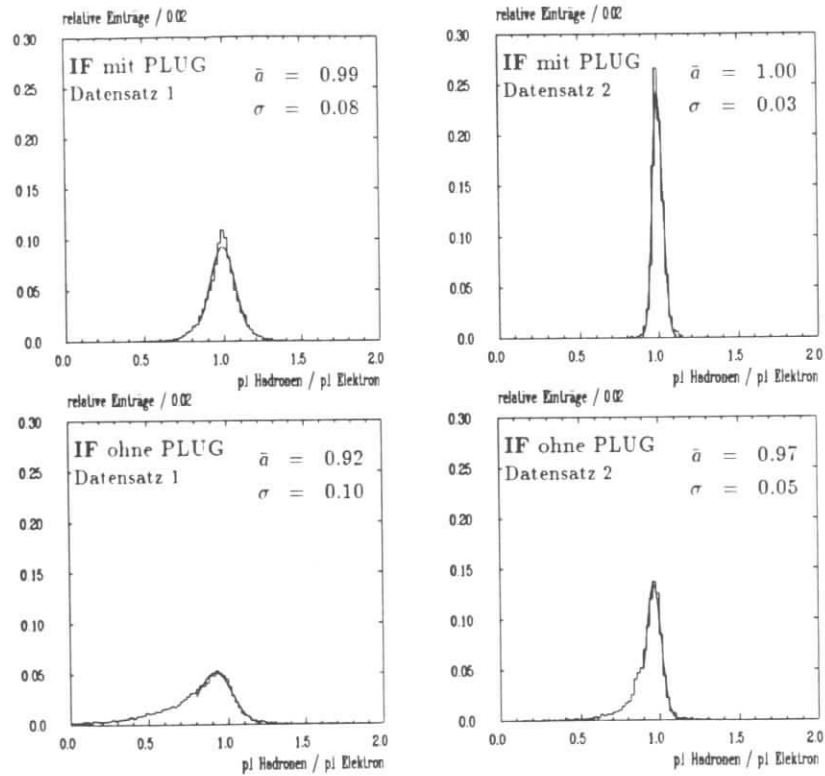 relative Einträge / 0.02
0.30
0.25
0.20
0.15
0.10
0.05
0.0
IF mit PLUG
Datensatz 1
ā = 0.99
σ = 0.08
0.0 0.5 1.0 1.5 2.0
pl Hadronen / pl Elektron
relative Einträge / 0.02
0.30
0.25
0.20
0.15
0.10
0.05
0.0
IF mit PLUG
Datensatz 2
ā = 1.00
σ = 0.03
0.0 0.5 1.0 1.5 2.0
pl Hadronen / pl Elektron
relative Einträge / 0.02
0.30
0.25
0.20
0.15
0.10
0.05
0.0
IF ohne PLUG
Datensatz 1
ā = 0.92
σ = 0.10
0.0 0.5 1.0 1.5 2.0
pl Hadronen / pl Elektron
relative Einträge / 0.02
0.30
0.25
0.20
0.15
0.10
0.05
0.0
IF ohne PLUG
Datensatz 2
ā = 0.97
σ = 0.05
0.0 0.5 1.0 1.5 2.0
pl Hadronen / pl Elektron